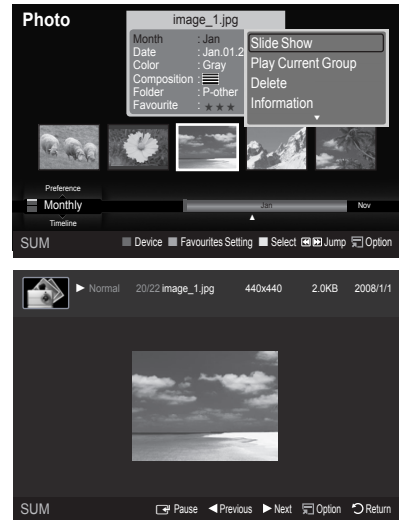 Photo
image_1.jpg
Month : Jan
Date : Jan.01.2
Color : Gray
Composition :
Folder : P-other
Favourite : ★ ★ ★
Slide Show
Play Current Group
Delete
Information
Preference
Monthly
Timeline
Jan
Nov
SUM Device Favourites Setting Select Jump Option
Normal 20/22 image_1.jpg 440x440 2.0KB 2008/1/1
SUM Pause Previous Next Option Return